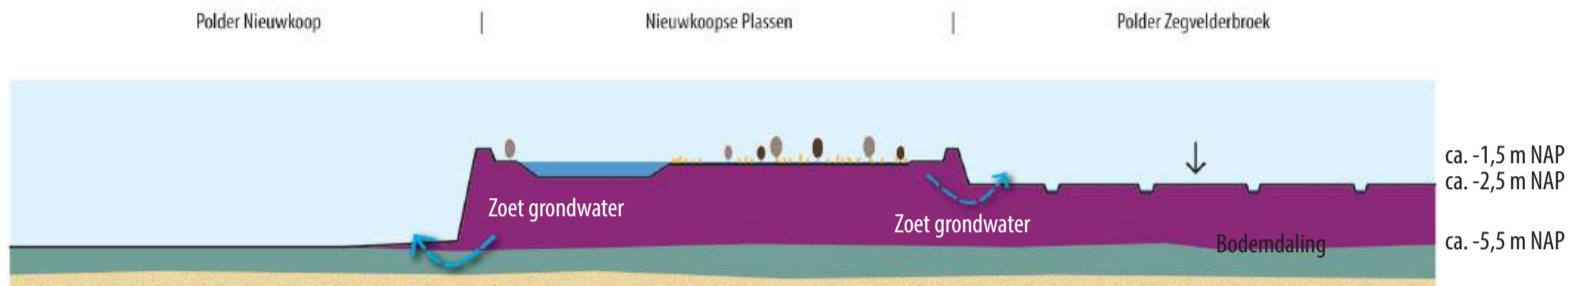 Polder Nieuwkoop | Nieuwkoopse Plassen | Polder Zegvelderbroek
ca. -1,5 m NAP
ca. -2,5 m NAP
Zoet grondwater
Zoet grondwater
Bodemdaling
ca. -5,5 m NAP